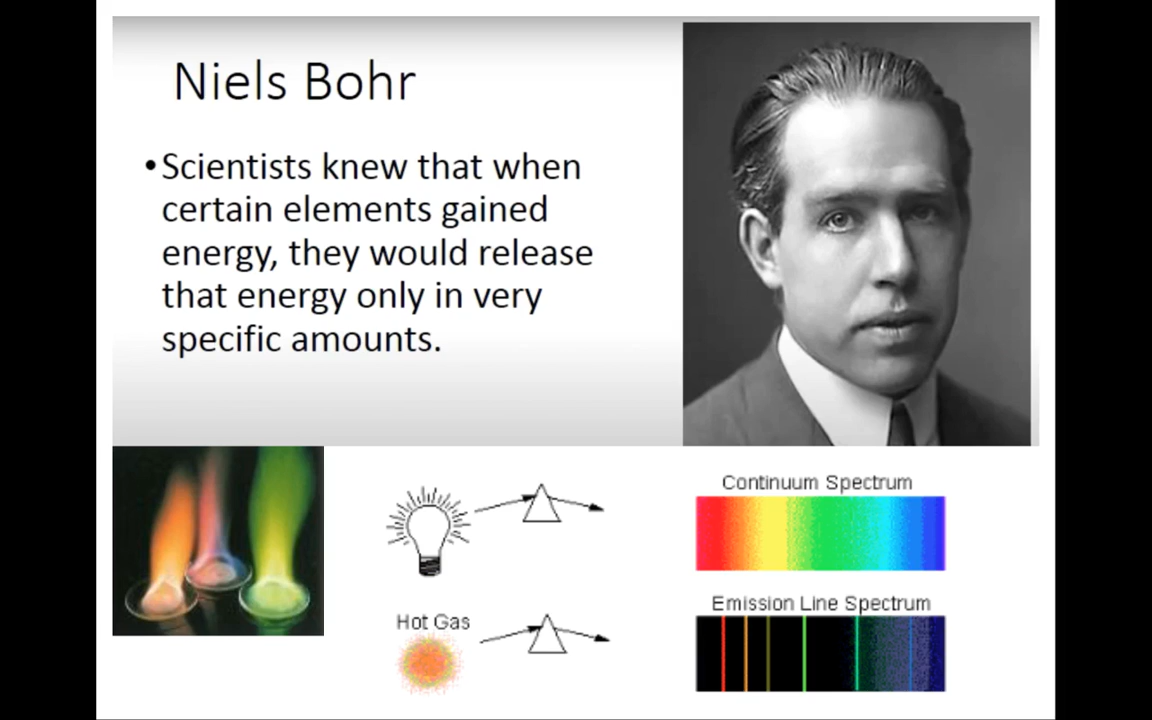 Niels Bohr
•Scientists knew that when
certain elements gained
energy, they would release
that energy only in very
specific amounts.
Continuum Spectrum
Emission Line Spectrum
Hot Gas